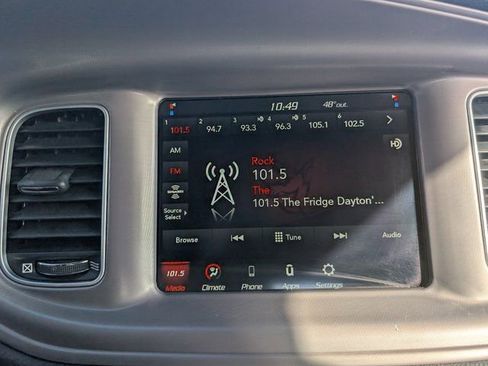 10:49 48°out.
1 2 3 4 5 6
101.5 94.7 93.3 96.3 105.1 102.5
AM
HD
FM
Rock
101.5
SiriusXM
The
101.5 The Fridge Dayton'...
Source
Select
Browse Tune Audio
101.5
Media Climate Phone Apps Settings